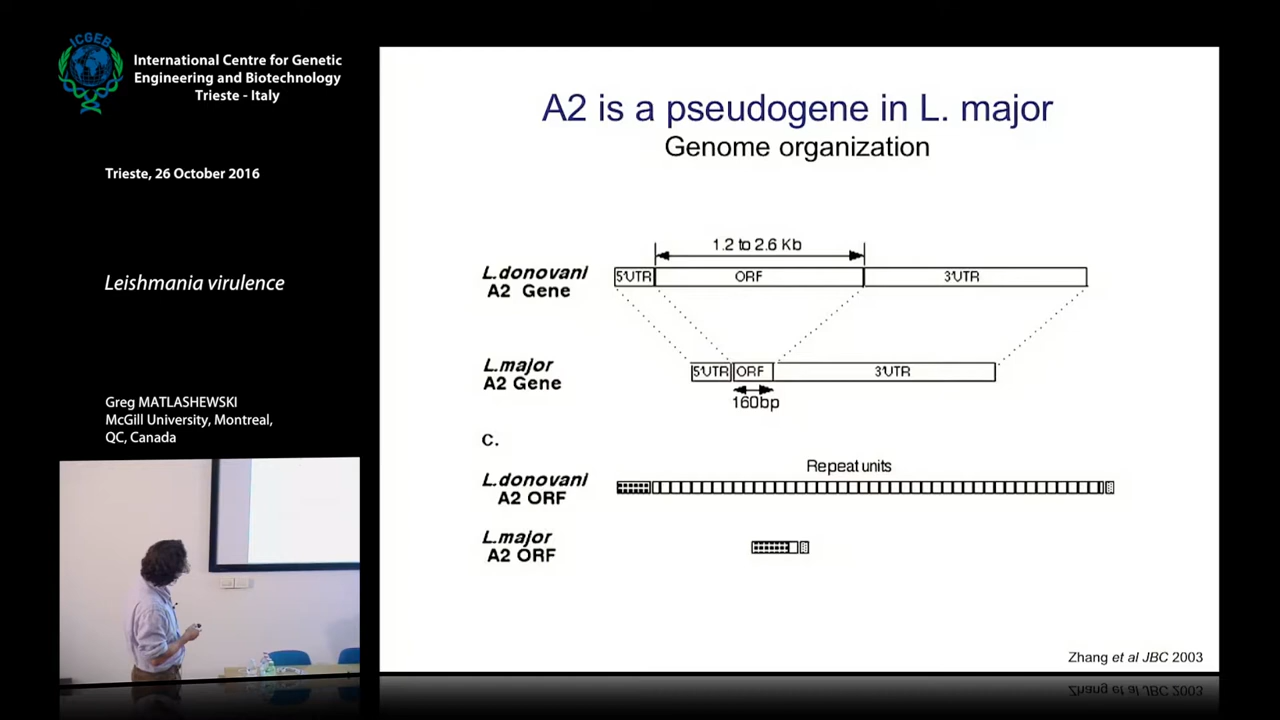 ICGEB
International Centre for Genetic
Engineering and Biotechnology
Trieste - Italy
Trieste, 26 October 2016
Leishmania virulence
Greg MATLASHEWSKI
McGill University, Montreal,
QC, Canada
A2 is a pseudogene in L. major
Genome organization
1.2 to 2.6 Kb
L.donovani
A2 Gene
5'UTR ORF 3'UTR
L.major
A2 Gene
5'UTR ORF 3'UTR
160bp
C.
Repeat units
L.donovani
A2 ORF
L.major
A2 ORF
Zhang et al JBC 2003